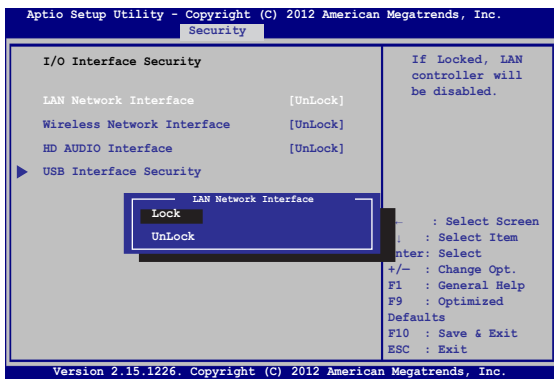 Aptio Setup Utility - Copyright (C) 2012 American Megatrends, Inc.
Security
I/O Interface Security
LAN Network Interface [UnLock]
Wireless Network Interface [UnLock]
HD AUDIO Interface [UnLock]
USB Interface Security
LAN Network Interface
Lock
UnLock
If Locked, LAN
controller will
be disabled.
← : Select Screen
↓ : Select Item
nter: Select
+/— : Change Opt.
F1 : General Help
F9 : Optimized
Defaults
F10 : Save & Exit
ESC : Exit
Version 2.15.1226. Copyright (C) 2012 American Megatrends, Inc.